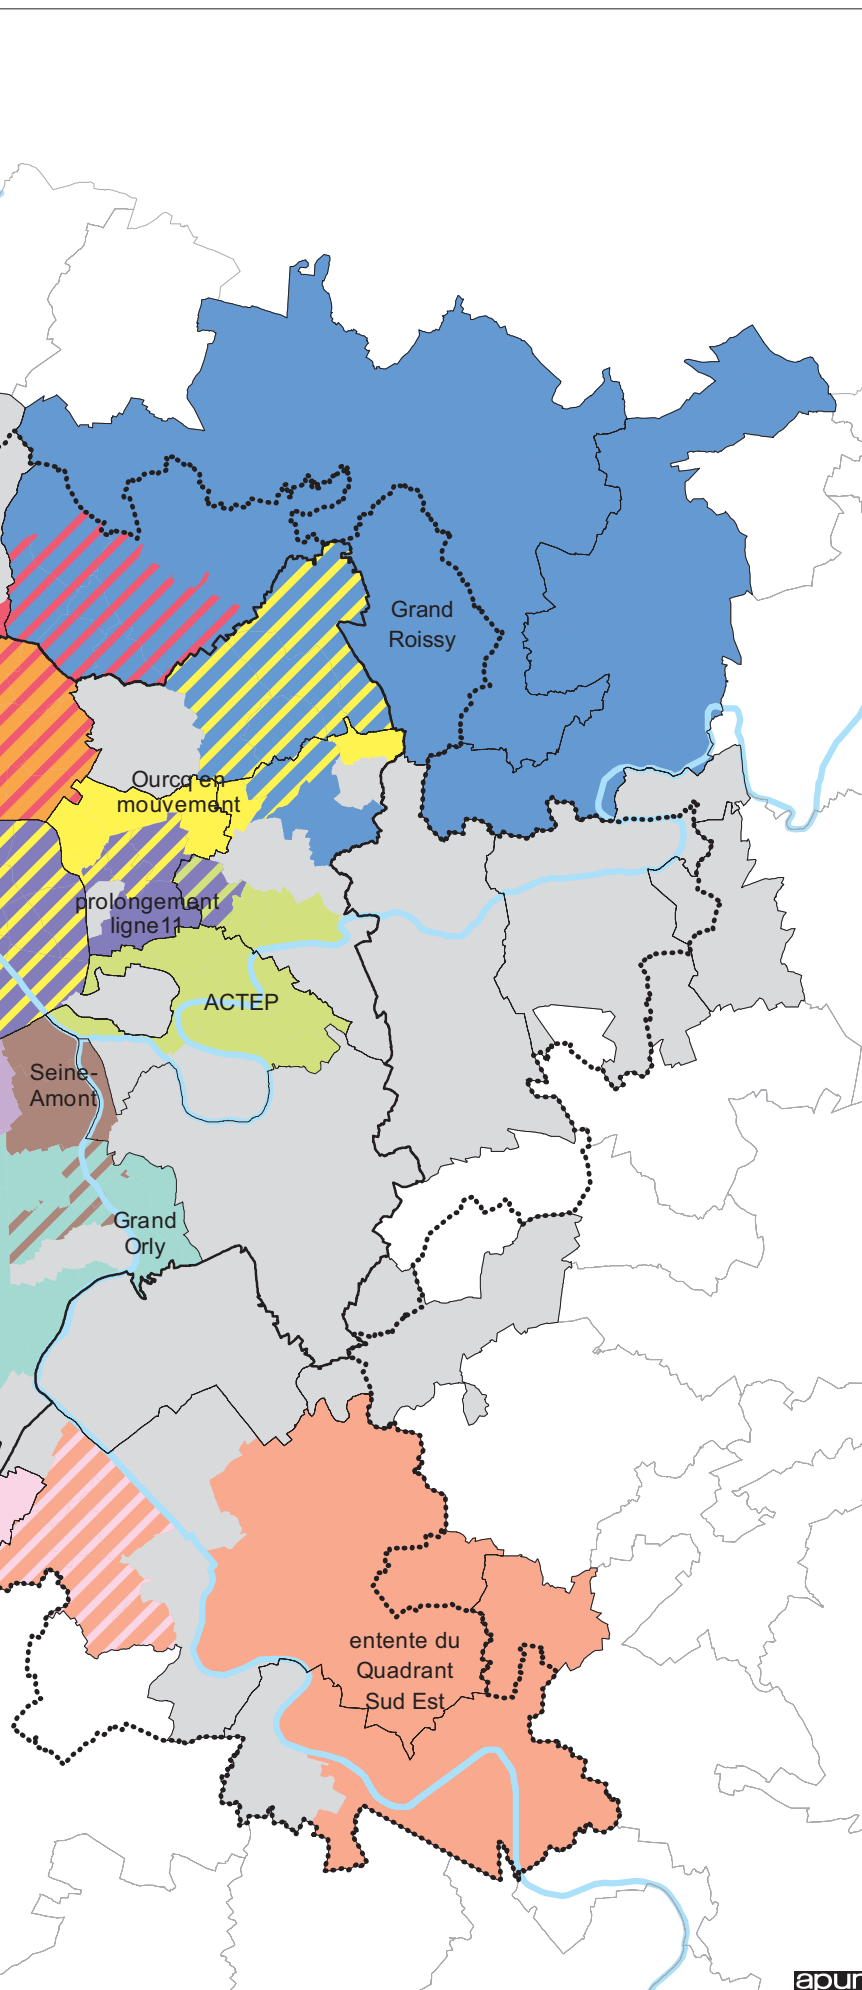 Grand
Roissy
Ourcq en
mouvement
prolongement
ligne11
ACTEP
Seine-
Amont
Grand
Orly
entente du
Quadrant
Sud Est
apur